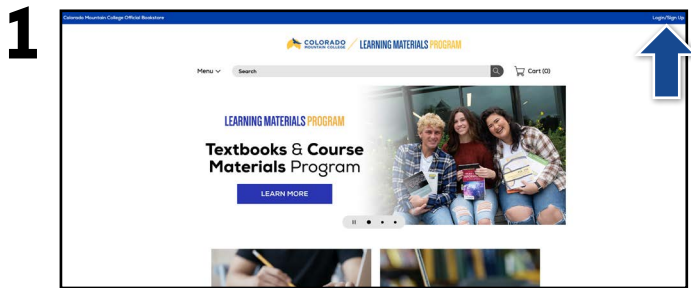 1
Colorado Mountain College Official Bookstore
Login/Sign Up
COLORADO
MOUNTAIN COLLEGE
LEARNING MATERIALS PROGRAM
Menu
Search
Cart (0)
LEARNING MATERIALS PROGRAM
Textbooks & Course
Materials Program
LEARN MORE